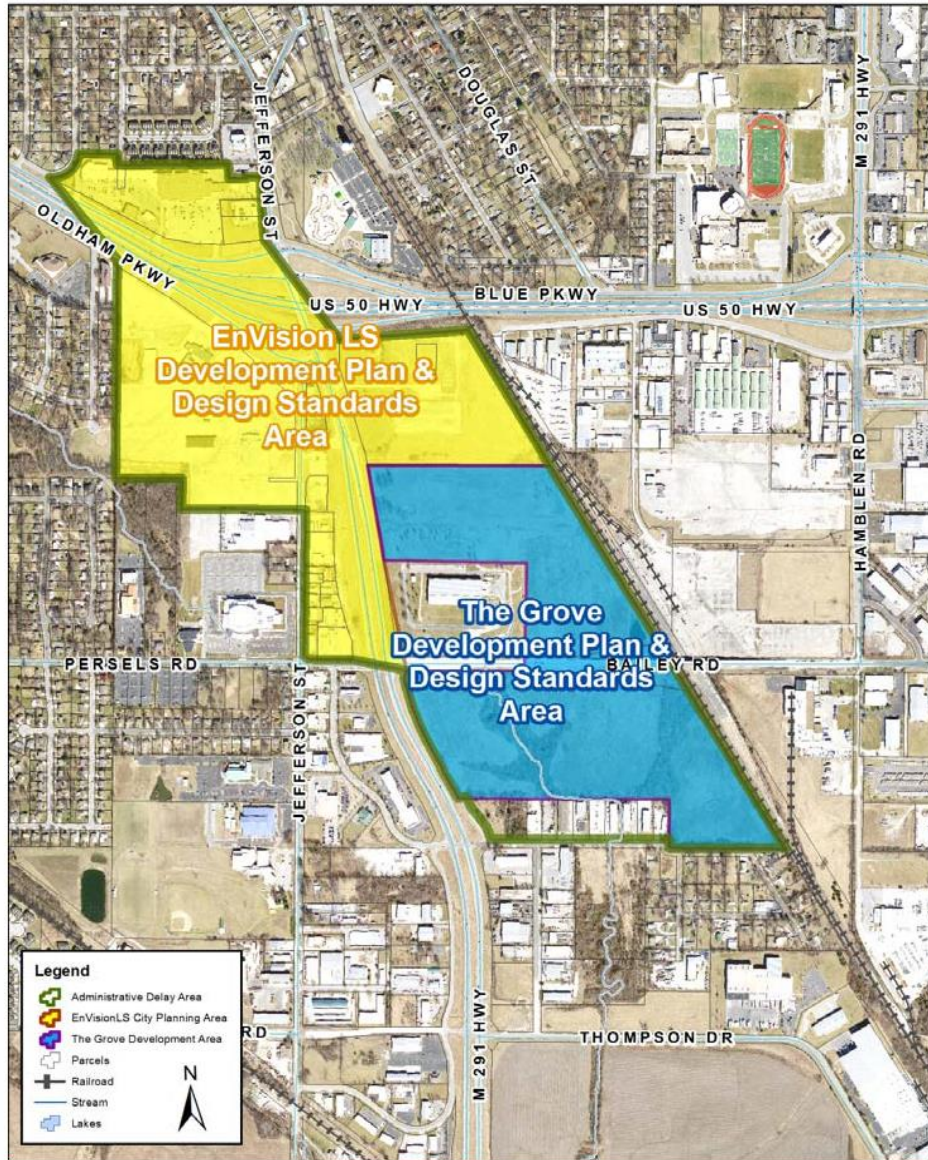 JEFFERSON ST
DOUGLAS ST
M 291 HWY
OLDHAM PKWY
BLUE PKWY
US 50 HWY
US 50 HWY
EnVision LS
Development Plan &
Design Standards
Area
HAMBLEN RD
The Grove
Development Plan &
Design Standards
Area
PERSELS RD
BAILEY RD
JEFFERSON ST
M 291 HWY
RD
THOMPSON DR
Legend
Administrative Delay Area
EnVisionLS City Planning Area
The Grove Development Area
Parcels
Railroad
Stream
Lakes
N